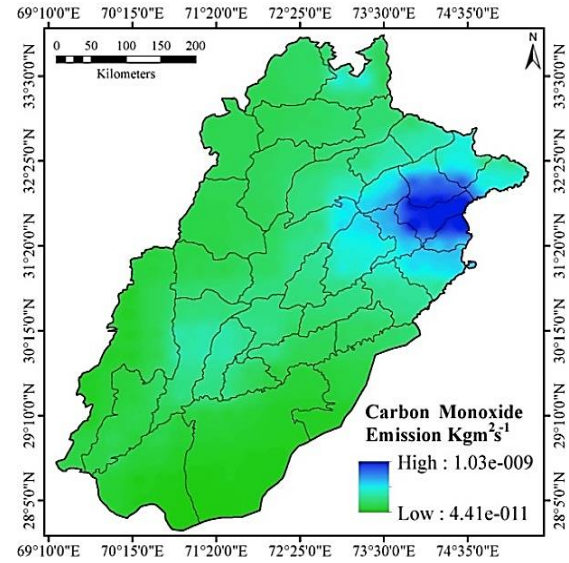 69°10'0"E 70°15'0"E 71°20'0"E 72°25'0"E 73°30'0"E 74°35'0"E
0 50 100 150 200
Kilometers
N
33°30'0"N
33°30'0"N
32°25'0"N
32°25'0"N
31°20'0"N
31°20'0"N
30°15'0"N
30°15'0"N
29°10'0"N
29°10'0"N
Carbon Monoxide
Emission Kgm²s⁻¹
High : 1.03e-009
Low : 4.41e-011
28°5'0"N
28°5'0"N
69°10'0"E 70°15'0"E 71°20'0"E 72°25'0"E 73°30'0"E 74°35'0"E